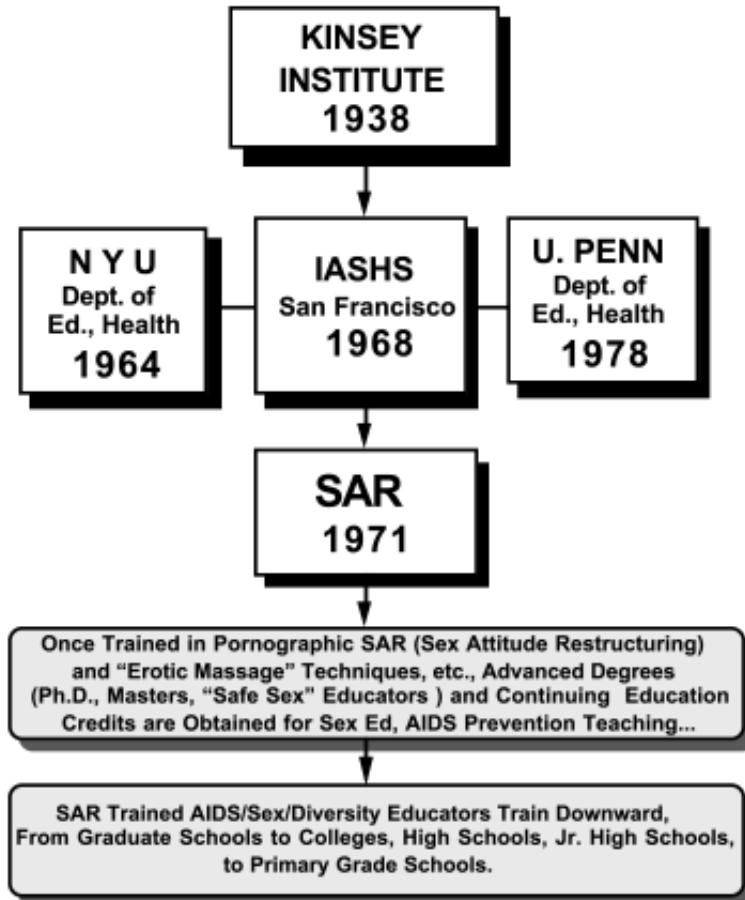 KINSEY
INSTITUTE
1938
N Y U
Dept. of
Ed., Health
1964
IASHS
San Francisco
1968
U. PENN
Dept. of
Ed., Health
1978
SAR
1971
Once Trained in Pornographic SAR (Sex Attitude Restructuring)
and “Erotic Massage” Techniques, etc., Advanced Degrees
(Ph.D., Masters, “Safe Sex” Educators ) and Continuing Education
Credits are Obtained for Sex Ed, AIDS Prevention Teaching...
SAR Trained AIDS/Sex/Diversity Educators Train Downward,
From Graduate Schools to Colleges, High Schools, Jr. High Schools,
to Primary Grade Schools.